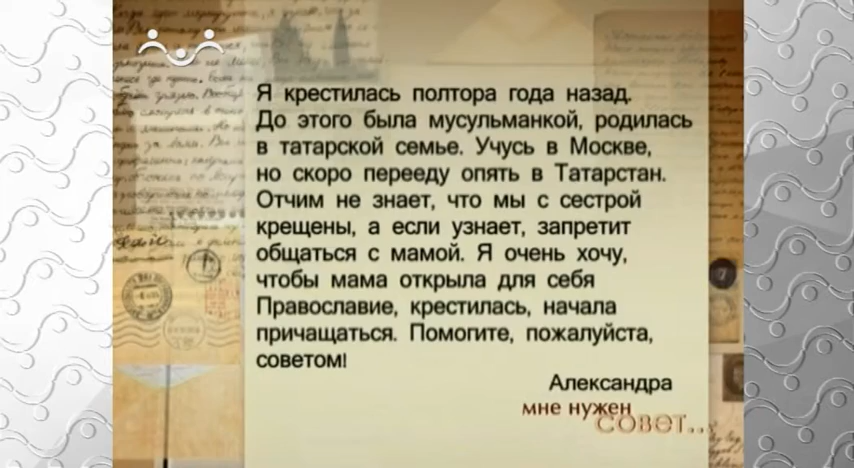 Я крестилась полтора года назад.
До этого была мусульманкой, родилась
в татарской семье. Учусь в Москве,
но скоро перееду опять в Татарстан.
Отчим не знает, что мы с сестрой
крещены, а если узнает, запретит
общаться с мамой. Я очень хочу,
чтобы мама открыла для себя
Православие, крестилась, начала
причащаться. Помогите, пожалуйста,
советом!
Александра
мне нужен
совет...